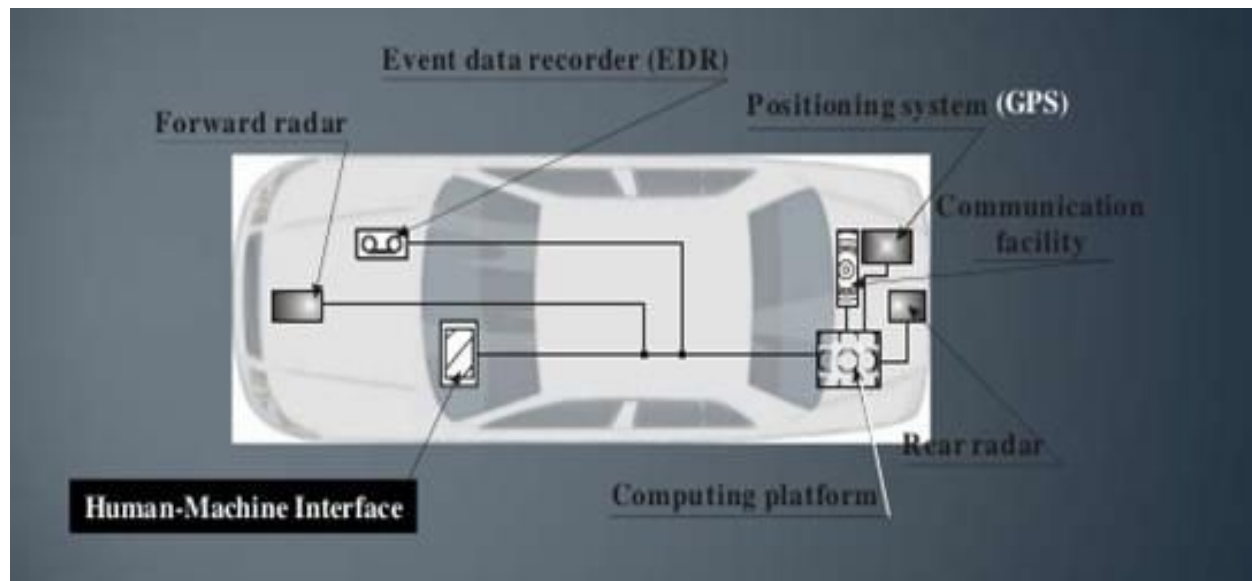 Event data recorder (EDR)
Positioning system (GPS)
Forward radar
Communication
facility
Rear radar
Computing platform
Human-Machine Interface